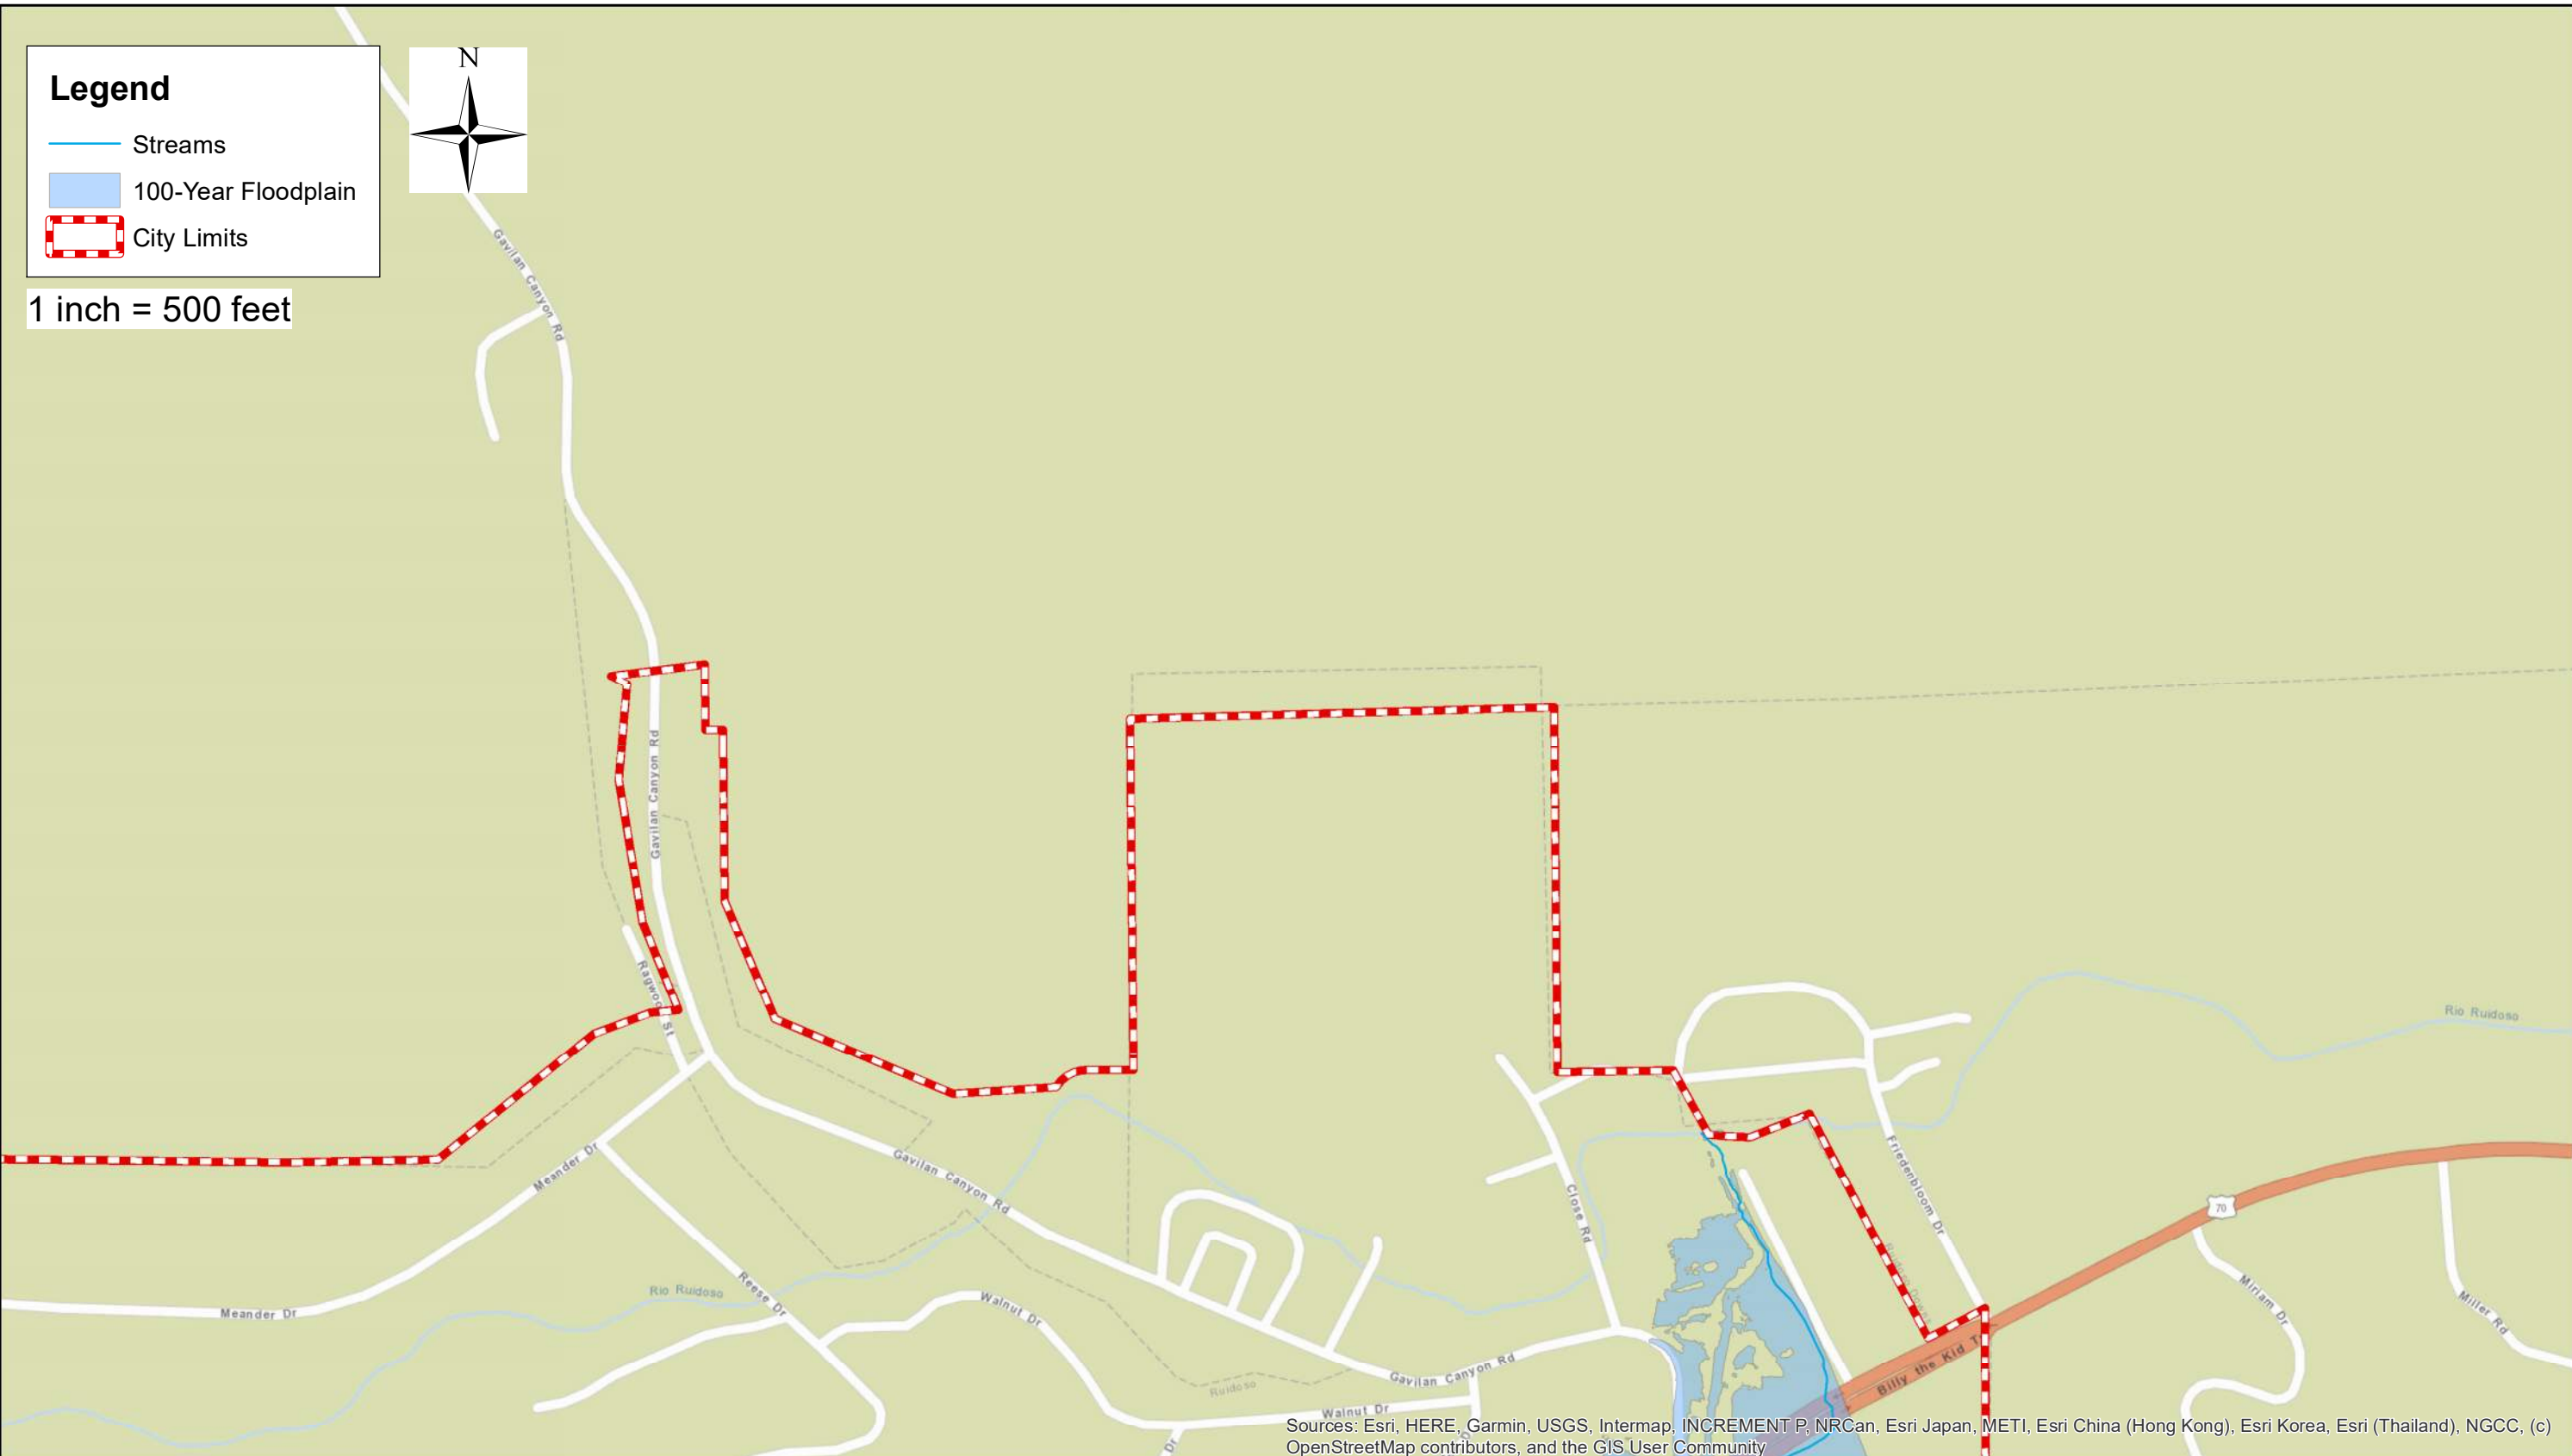 N
Legend
Streams
100-Year Floodplain
City Limits
1 inch = 500 feet
Gavilan Canyon Rd
Gavilan Canyon Rd
St
Rio Ruidoso
Meander Dr
Gavilan Canyon Rd
Close Rd
Friedenbloom Dr
70
Reese Dr
Rio Ruidoso
Meander Dr
Walnut Dr
Miriam Dr
Miller Rd
Billy the Kid
Gavilan Canyon Rd
Ruidoso
Walnut Dr
Dr
Sources: Esri, HERE, Garmin, USGS, Intermap, INCREMENT P, NRCan, Esri Japan, METI, Esri China (Hong Kong), Esri Korea, Esri (Thailand), NGCC, (c)
OpenStreetMap contributors, and the GIS User Community